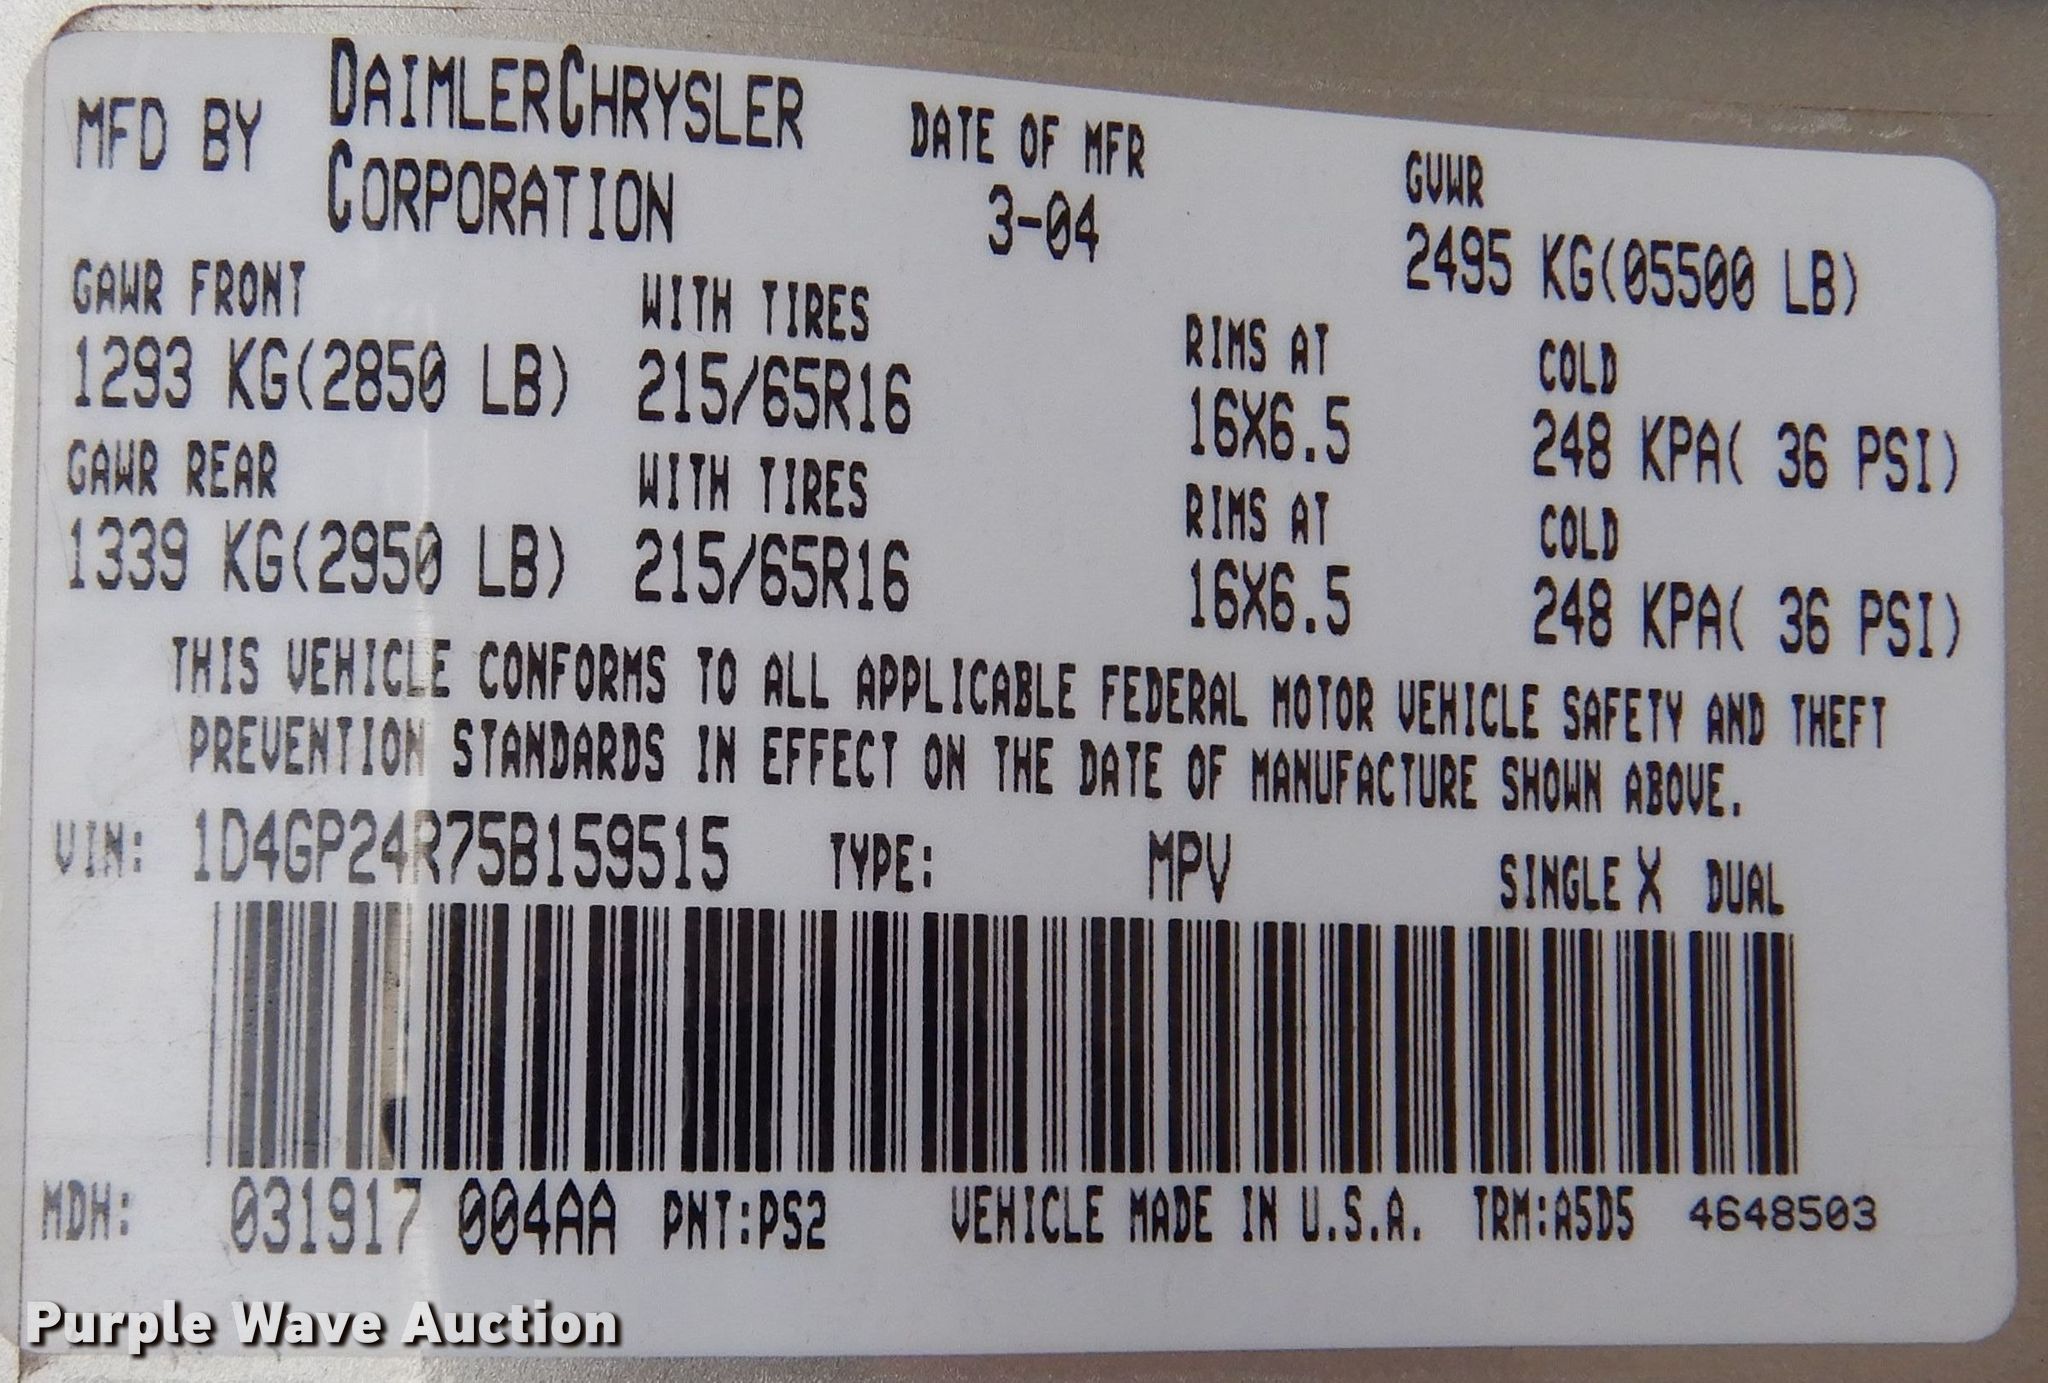 MFD BY DAIMLERCHRYSLER CORPORATION
DATE OF MFR 3-04
GVWR 2495 KG(05500 LB)
GAWR FRONT WITH TIRES RIMS AT COLD
1293 KG(2850 LB) 215/65R16 16X6.5 248 KPA( 36 PSI)
GAWR REAR WITH TIRES RIMS AT COLD
1339 KG(2950 LB) 215/65R16 16X6.5 248 KPA( 36 PSI)
THIS VEHICLE CONFORMS TO ALL APPLICABLE FEDERAL MOTOR VEHICLE SAFETY AND THEFT
PREVENTION STANDARDS IN EFFECT ON THE DATE OF MANUFACTURE SHOWN ABOVE.
VIN: 1D4GP24R75B159515 TYPE: MPV SINGLE X DUAL
MDH: 031917 004AA PNT:PS2 VEHICLE MADE IN U.S.A. TRM:A5D5 4648503
Purple Wave Auction